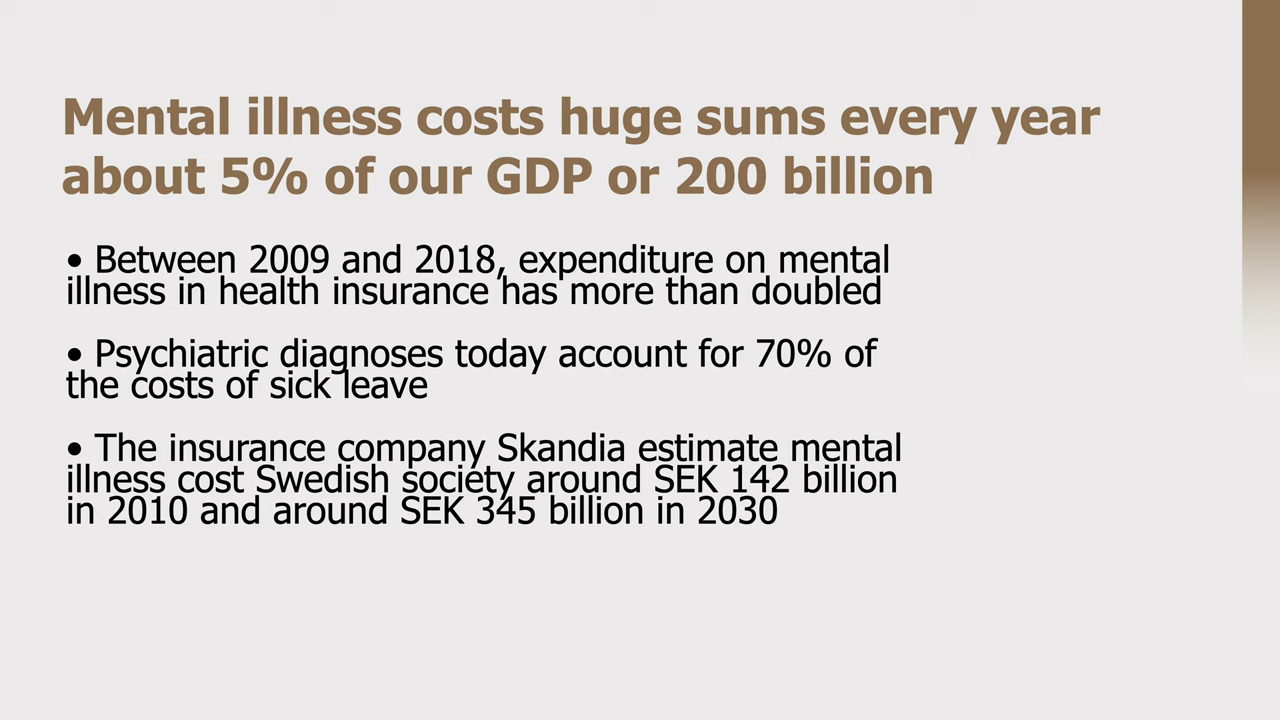 Mental illness costs huge sums every year
about 5% of our GDP or 200 billion
• Between 2009 and 2018, expenditure on mental
illness in health insurance has more than doubled
• Psychiatric diagnoses today account for 70% of
the costs of sick leave
• The insurance company Skandia estimate mental
illness cost Swedish society around SEK 142 billion
in 2010 and around SEK 345 billion in 2030